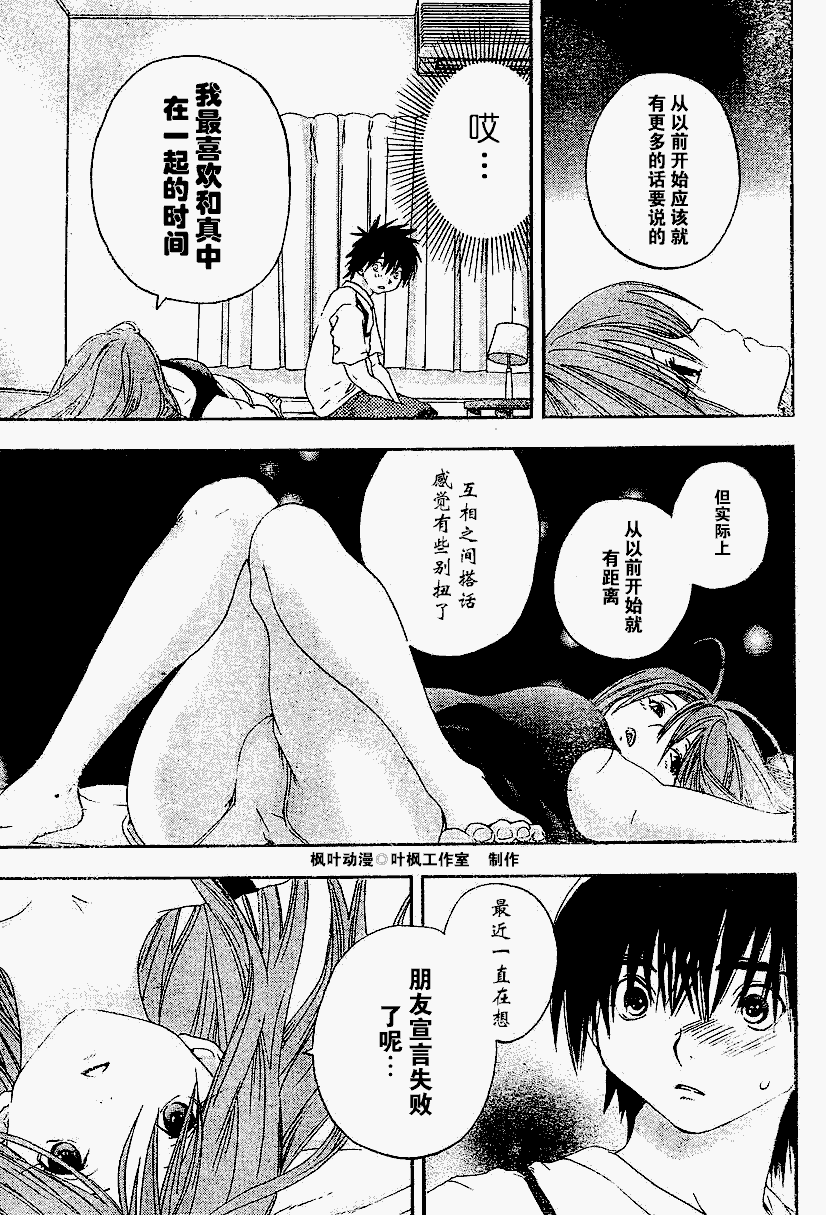 从以前开始应该就
有更多的话要说的
哎…
我最喜欢和真中
在一起的时间
但实际上
从以前开始就
有距离
互相之间搭话
感觉有些别扭了
枫叶动漫◎叶枫工作室 制作
最近一直在想
朋友宣言失败
了呢…